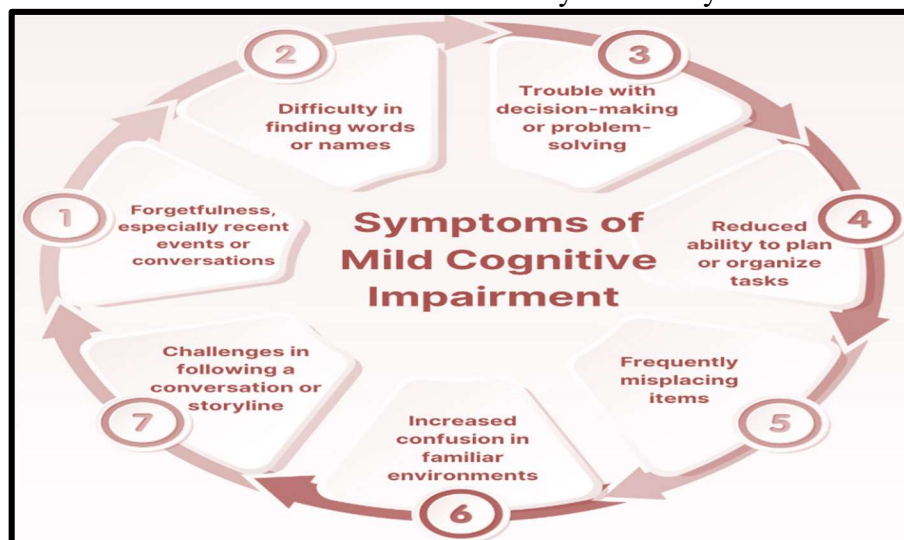 Symptoms of
Mild Cognitive
Impairment
1
Forgetfulness,
especially recent
events or
conversations
2
Difficulty in
finding words
or names
3
Trouble with
decision-making
or problem-
solving
4
Reduced
ability to plan
or organize
tasks
5
Frequently
misplacing
items
6
Increased
confusion in
familiar
environments
7
Challenges in
following a
conversation or
storyline